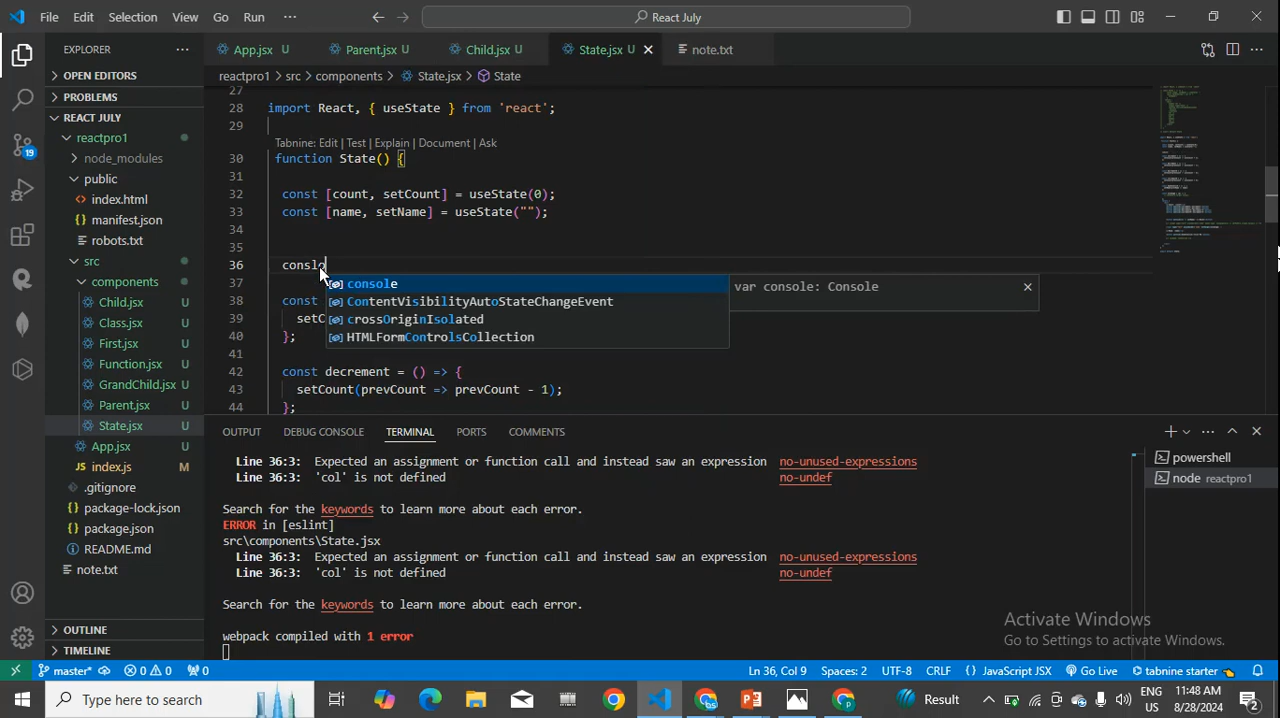 File Edit Selection View Go Run ··· React July
EXPLORER ···
App.jsx U Parent.jsx U Child.jsx U State.jsx U note.txt
OPEN EDITORS
PROBLEMS
REACT JULY
reactpro1
node_modules
public
index.html
manifest.json
robots.txt
src
components
Child.jsx U
Class.jsx U
First.jsx U
Function.jsx U
GrandChild.jsx U
Parent.jsx U
State.jsx U
App.jsx U
index.js M
.gitignore
package-lock.json
package.json
README.md
note.txt
OUTLINE
TIMELINE
19
reactpro1 > src > components > State.jsx > State
27
28 import React, { useState } from 'react';
29
Tabnine: Edit | Test | Explain | Document | Ask
30 function State() {
31
32 const [count, setCount] = useState(0);
33 const [name, setName] = useState("");
34
35
36 conslo
37
38 const
39 setC
40 };
41
42 const decrement = () => {
43 setCount(prevCount => prevCount - 1);
44 };
console
ContentVisibilityAutoStateChangeEvent
crossOriginIsolated
HTMLFormControlsCollection
var console: Console
OUTPUT DEBUG CONSOLE TERMINAL PORTS COMMENTS
Line 36:3: Expected an assignment or function call and instead saw an expression no-unused-expressions
Line 36:3: 'col' is not defined no-undef
Search for the keywords to learn more about each error.
ERROR in [eslint]
src\components\State.jsx
Line 36:3: Expected an assignment or function call and instead saw an expression no-unused-expressions
Line 36:3: 'col' is not defined no-undef
Search for the keywords to learn more about each error.
webpack compiled with 1 error
powershell
node reactpro1
Activate Windows
Go to Settings to activate Windows.
master* 0 0 0 Ln 36, Col 9 Spaces: 2 UTF-8 CRLF {} JavaScript JSX Go Live tabnine starter
Type here to search Result ENG US 11:48 AM 8/28/2024 2